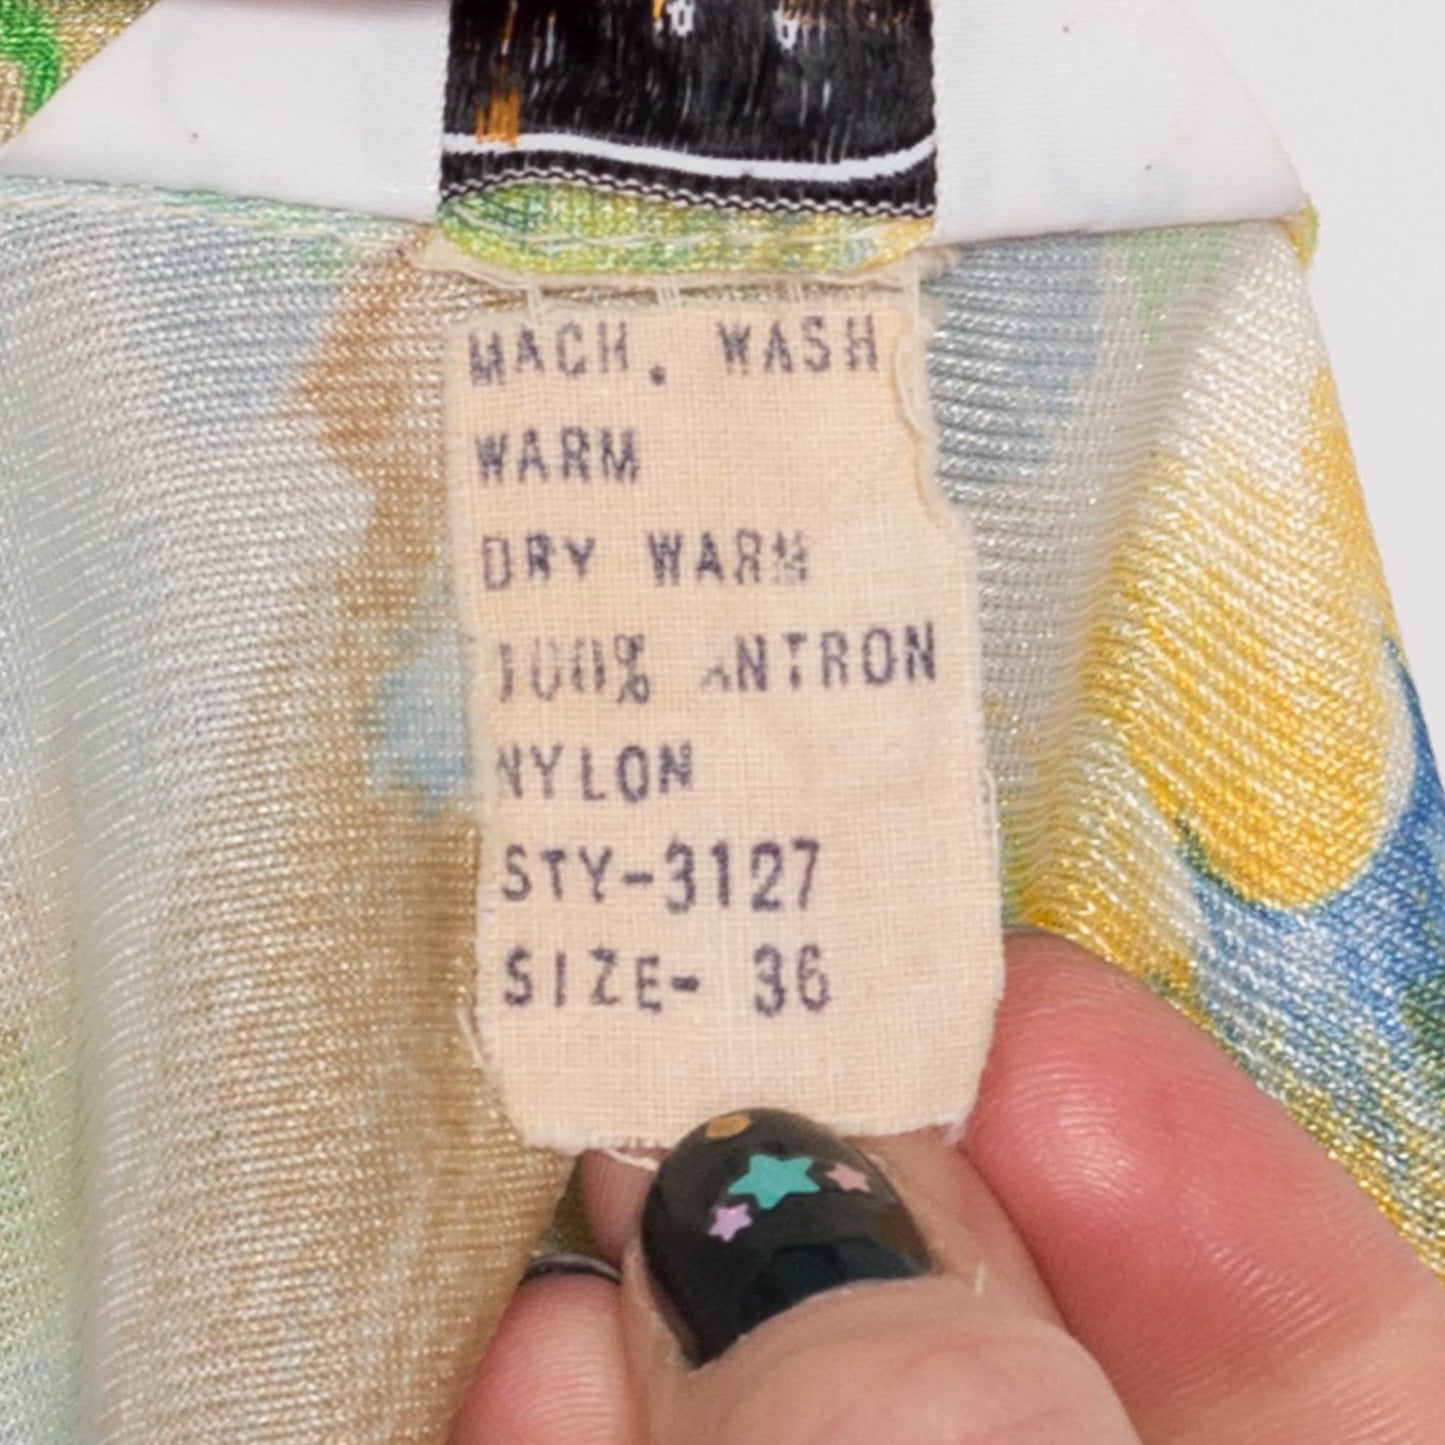 MACH. WASH
WARM
DRY WARM
100% ANTRON
NYLON
STY-3127
SIZE- 36